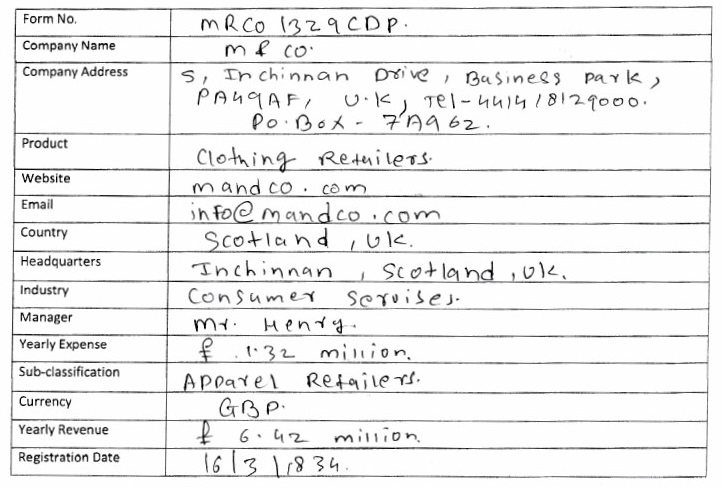 Form No. MRCO 1329CDP.
Company Name M & CO.
Company Address 5, Inchinnan Drive, Business Park,
PA49AF, U.K, Tel-441418129000.
PO.Box - 7A962.
Product Clothing Retailers.
Website mandco.com
Email info@mandco.com
Country Scotland, UK.
Headquarters Inchinnan, Scotland, UK.
Industry Consumer Servises.
Manager Mr. Henry.
Yearly Expense £ 1.32 million.
Sub-classification Apparel Retailers.
Currency GBP.
Yearly Revenue £ 6.42 million.
Registration Date 16/3/1834.